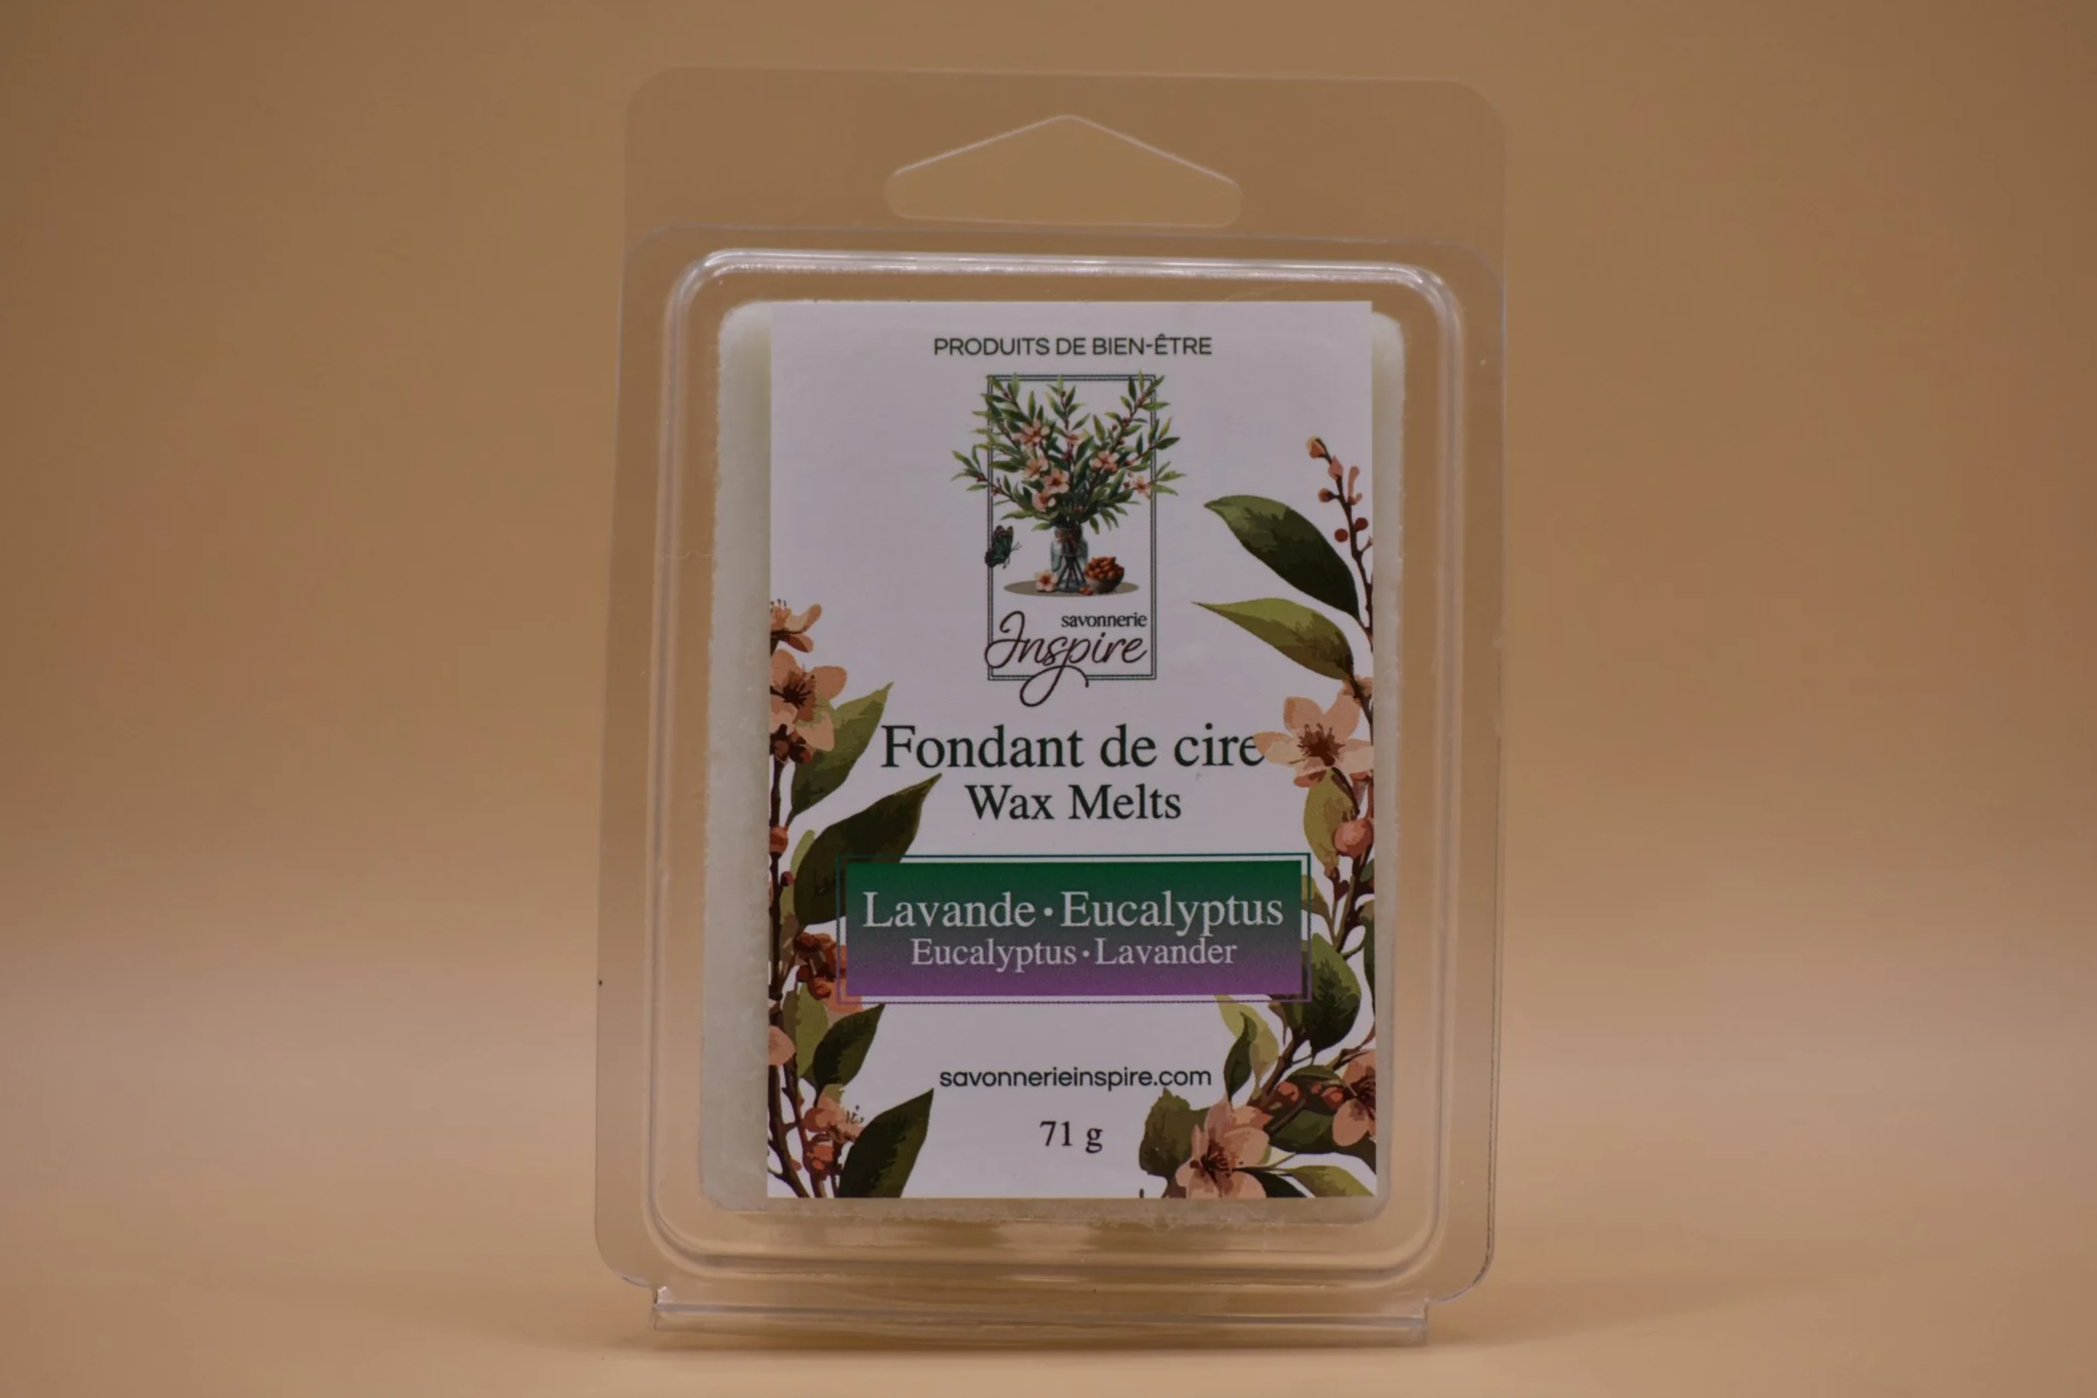 PRODUITS DE BIEN-ÊTRE
savonnerie
Inspire
Fondant de cire
Wax Melts
Lavande • Eucalyptus
Eucalyptus • Lavander
savonnerieinspire.com
71 g